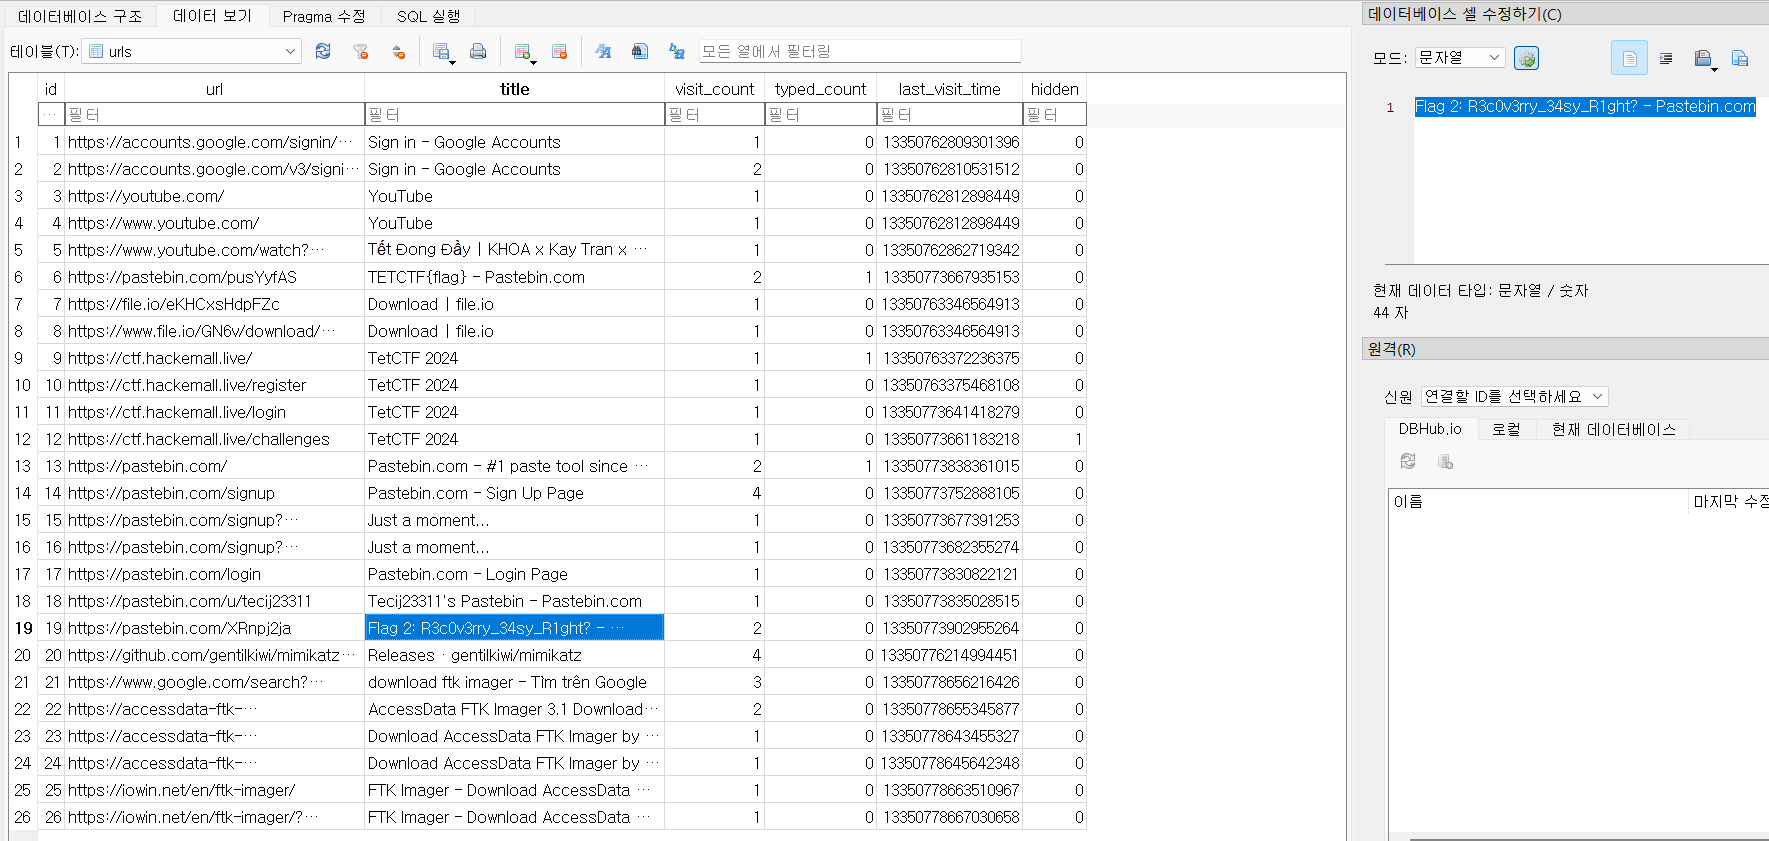 데이터베이스 구조 데이터 보기 Pragma 수정 SQL 실행
테이블(T): urls 모든 열에서 필터링
id url title visit_count typed_count last_visit_time hidden
... 필터 필터 필터 필터 필터 필터
1 1 https://accounts.google.com/signin/... Sign in - Google Accounts 1 0 13350762809301396 0
2 2 https://accounts.google.com/v3/signi... Sign in - Google Accounts 2 0 13350762810531512 0
3 3 https://youtube.com/ YouTube 1 0 13350762812898449 0
4 4 https://www.youtube.com/ YouTube 1 0 13350762812898449 0
5 5 https://www.youtube.com/watch?... Tết Đong Đầy | KHOA x Kay Tran x ... 1 0 13350762862719342 0
6 6 https://pastebin.com/pusYyfAS TETCTF{flag} - Pastebin.com 2 1 13350773667935153 0
7 7 https://file.io/eKHCxsHdpFZc Download | file.io 1 0 13350763346564913 0
8 8 https://www.file.io/GN6v/download/... Download | file.io 1 0 13350763346564913 0
9 9 https://ctf.hackemall.live/ TetCTF 2024 1 1 13350763372236375 0
10 10 https://ctf.hackemall.live/register TetCTF 2024 1 0 13350763375468108 0
11 11 https://ctf.hackemall.live/login TetCTF 2024 1 0 13350773641418279 0
12 12 https://ctf.hackemall.live/challenges TetCTF 2024 1 0 13350773661183218 1
13 13 https://pastebin.com/ Pastebin.com - #1 paste tool since ... 2 1 13350773838361015 0
14 14 https://pastebin.com/signup Pastebin.com - Sign Up Page 4 0 13350773752888105 0
15 15 https://pastebin.com/signup?... Just a moment... 1 0 13350773677391253 0
16 16 https://pastebin.com/signup?... Just a moment... 1 0 13350773682355274 0
17 17 https://pastebin.com/login Pastebin.com - Login Page 1 0 13350773830822121 0
18 18 https://pastebin.com/u/tecij23311 Tecij23311's Pastebin - Pastebin.com 1 0 13350773835028515 0
19 19 https://pastebin.com/XRnpj2ja Flag 2: R3c0v3rry_34sy_R1ght? - ... 2 0 13350773902955264 0
20 20 https://github.com/gentilkiwi/mimikatz... Releases · gentilkiwi/mimikatz 4 0 13350776214994451 0
21 21 https://www.google.com/search?... download ftk imager - Tìm trên Google 3 0 13350778656216426 0
22 22 https://accessdata-ftk-... AccessData FTK Imager 3.1 Download... 2 0 13350778655345877 0
23 23 https://accessdata-ftk-... Download AccessData FTK Imager by ... 1 0 13350778643455327 0
24 24 https://accessdata-ftk-... Download AccessData FTK Imager by ... 1 0 13350778645642348 0
25 25 https://iowin.net/en/ftk-imager/ FTK Imager - Download AccessData ... 1 0 13350778663510967 0
26 26 https://iowin.net/en/ftk-imager/?... FTK Imager - Download AccessData ... 1 0 13350778667030658 0
데이터베이스 셀 수정하기(C)
모드: 문자열
1 Flag 2: R3c0v3rry_34sy_R1ght? - Pastebin.com
현재 데이터 타입: 문자열 / 숫자
44 자
원격(R)
신원 연결할 ID를 선택하세요
DBHub.io 로컬 현재 데이터베이스
이름 마지막 수정